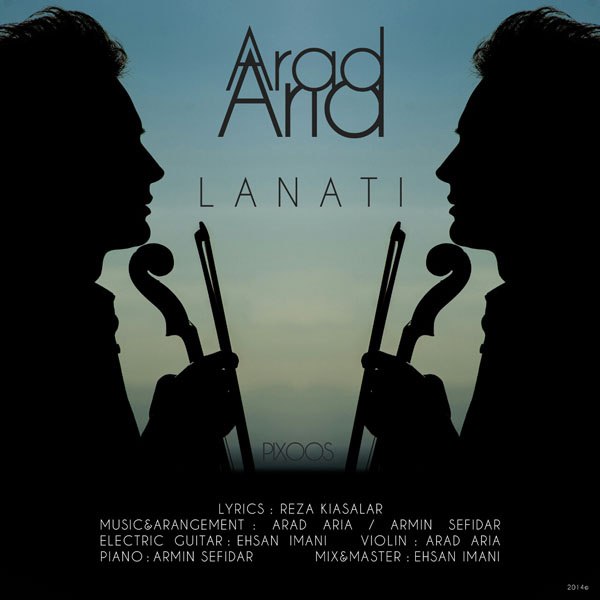 Arad
Aria
LANATI
PIXOOS
LYRICS : REZA KIASALAR
MUSIC&ARANGEMENT : ARAD ARIA / ARMIN SEFIDAR
ELECTRIC GUITAR : EHSAN IMANI VIOLIN : ARAD ARIA
PIANO : ARMIN SEFIDAR MIX&MASTER : EHSAN IMANI
2014©